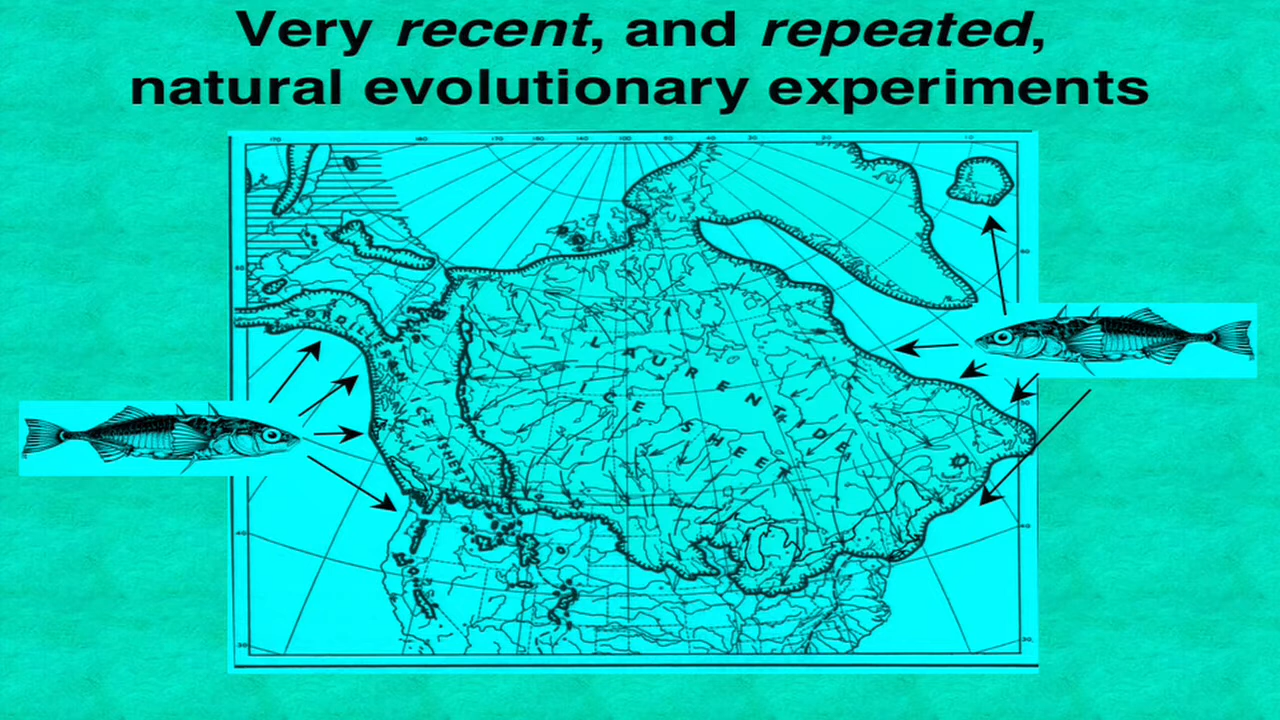 Very recent, and repeated,
natural evolutionary experiments
LAURENTIDE
ICE SHEET